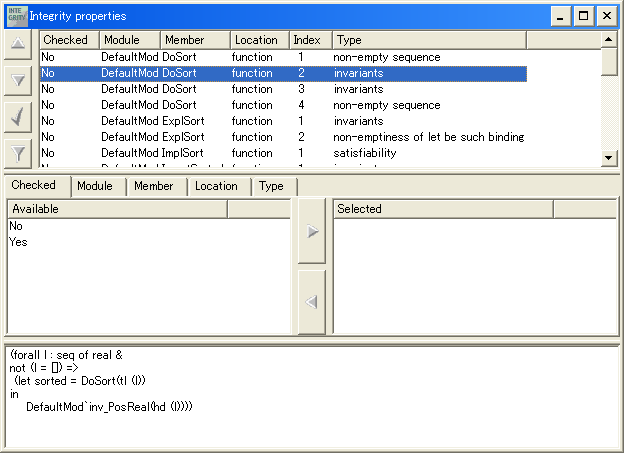 INTE GRITY Integrity properties
Checked Module Member Location Index Type
No DefaultMod DoSort function 1 non-empty sequence
No DefaultMod DoSort function 2 invariants
No DefaultMod DoSort function 3 invariants
No DefaultMod DoSort function 4 non-empty sequence
No DefaultMod ExplSort function 1 invariants
No DefaultMod ExplSort function 2 non-emptiness of let be such binding
No DefaultMod ImplSort function 1 satisfiability
Checked Module Member Location Type
Available Selected
No
Yes
(forall l : seq of real &
not (l = []) =>
(let sorted = DoSort(tl (l))
in
DefaultMod`inv_PosReal(hd (l))))